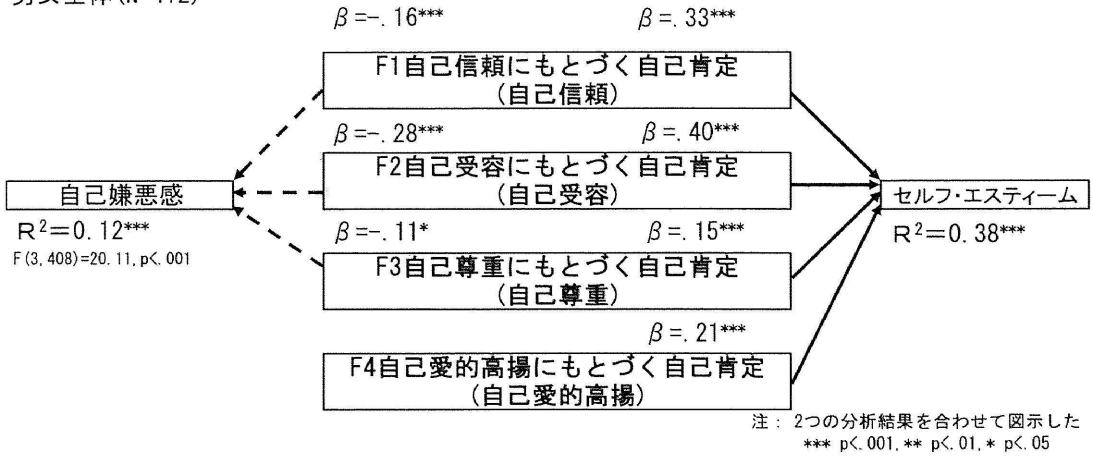 β=-.16*** β=.33***
F1自己信頼にもとづく自己肯定
(自己信頼)
β=-.28*** β=.40***
F2自己受容にもとづく自己肯定
(自己受容)
自己嫌悪感
セルフ・エスティーム
R²=0.12***
F(3,408)=20.11,p<.001
R²=0.38***
β=-.11* β=.15***
F3自己尊重にもとづく自己肯定
(自己尊重)
β=.21***
F4自己愛的高揚にもとづく自己肯定
(自己愛的高揚)
注: 2つの分析結果を合わせて図示した
*** p<.001,** p<.01,* p<.05